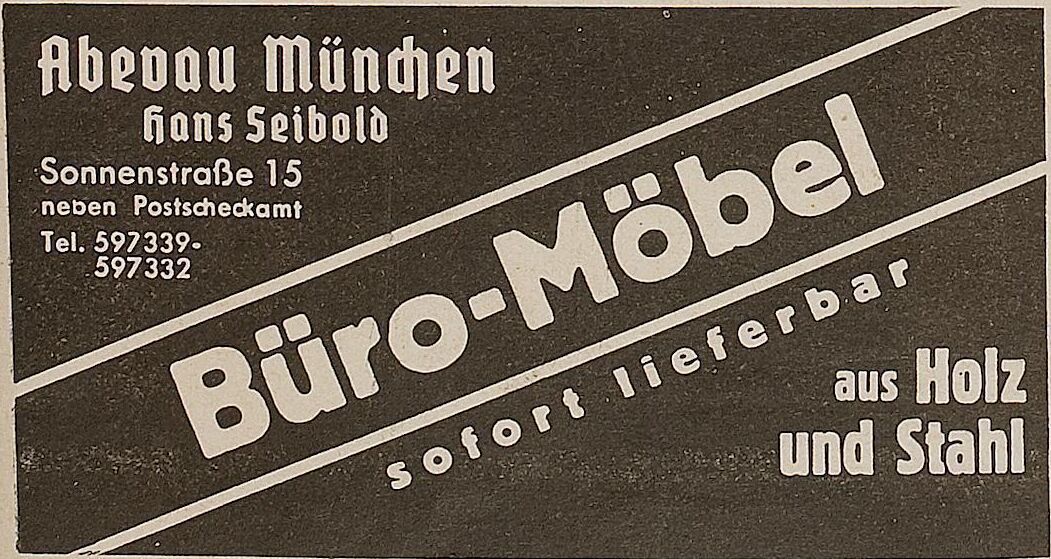 Abevau München
Hans Seibold
Sonnenstraße 15
neben Postscheckamt
Tel. 597339-
597332
Büro-Möbel
sofort lieferbar
aus Holz
und Stahl